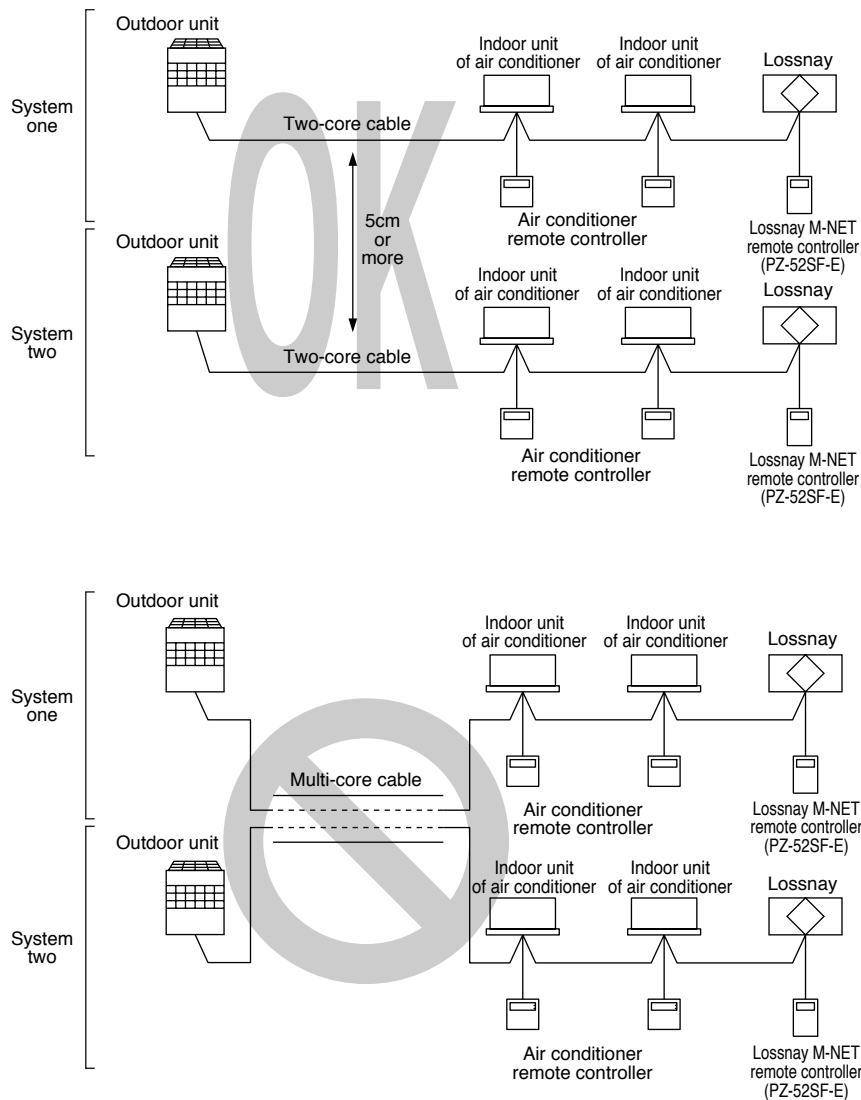 Outdoor unit
Indoor unit
of air conditioner
Indoor unit
of air conditioner
Lossnay
System
one
Two-core cable
OK
5cm
or
more
Air conditioner
remote controller
Lossnay M-NET
remote controller
(PZ-52SF-E)
Outdoor unit
Indoor unit
of air conditioner
Indoor unit
of air conditioner
Lossnay
System
two
Two-core cable
Air conditioner
remote controller
Lossnay M-NET
remote controller
(PZ-52SF-E)
Outdoor unit
Indoor unit
of air conditioner
Indoor unit
of air conditioner
Lossnay
System
one
Multi-core cable
Air conditioner
remote controller
Lossnay M-NET
remote controller
(PZ-52SF-E)
Outdoor unit
Indoor unit
of air conditioner
Indoor unit
of air conditioner
Lossnay
System
two
Air conditioner
remote controller
Lossnay M-NET
remote controller
(PZ-52SF-E)